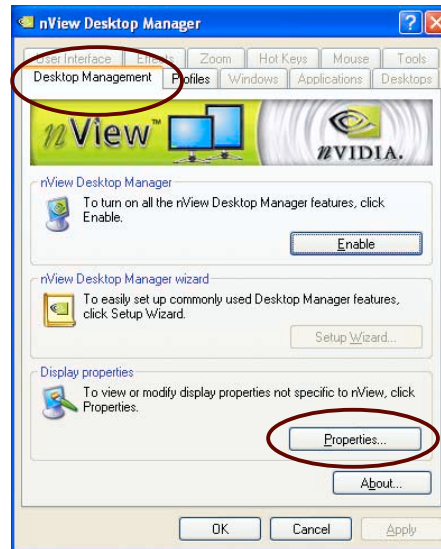 nView Desktop Manager
User Interface Effects Zoom Hot Keys Mouse Tools
Desktop Management Profiles Windows Applications Desktops
nView™ nVIDIA.
nView Desktop Manager
To turn on all the nView Desktop Manager features, click
Enable.
Enable
nView Desktop Manager wizard
To easily set up commonly used Desktop Manager features,
click Setup Wizard.
Setup Wizard...
Display properties
To view or modify display properties not specific to nView, click
Properties.
Properties...
About...
OK Cancel Apply